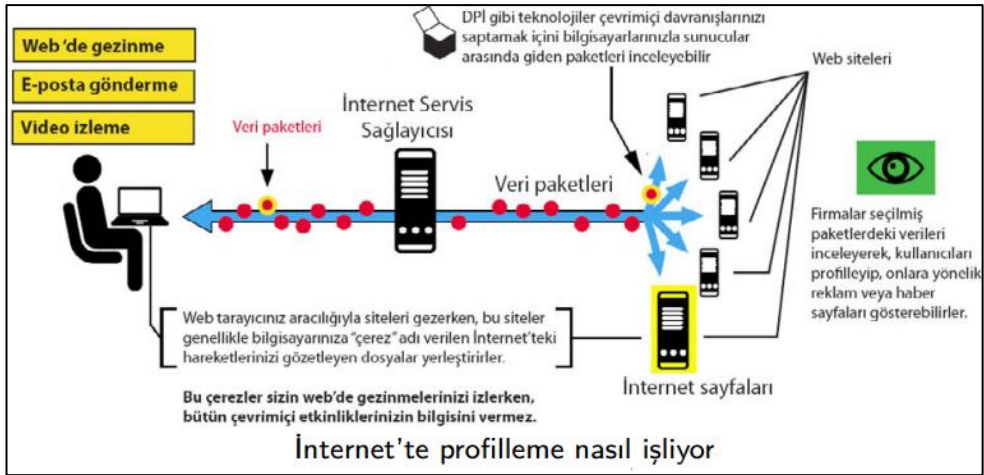 Web'de gezinme
E-posta gönderme
Video izleme
Veri paketleri
İnternet Servis
Sağlayıcısı
DPİ gibi teknolojiler çevrimiçi davranışlarınızı
saptamak içini bilgisayarlarınızla sunucular
arasında giden paketleri inceleyebilir
Web siteleri
Veri paketleri
Firmalar seçilmiş
paketlerdeki verileri
inceleyerek, kullanıcıları
profilleyip, onlara yönelik
reklam veya haber
sayfaları gösterebilirler.
Web tarayıcınız aracılığıyla siteleri gezerken, bu siteler
genellikle bilgisayarınıza "çerez" adı verilen İnternet'teki
hareketlerinizi gözetleyen dosyalar yerleştirirler.
Bu çerezler sizin web'de gezinmelerinizi izlerken,
bütün çevrimiçi etkinliklerinizin bilgisini vermez.
İnternet sayfaları
İnternet'te profilleme nasıl işliyor